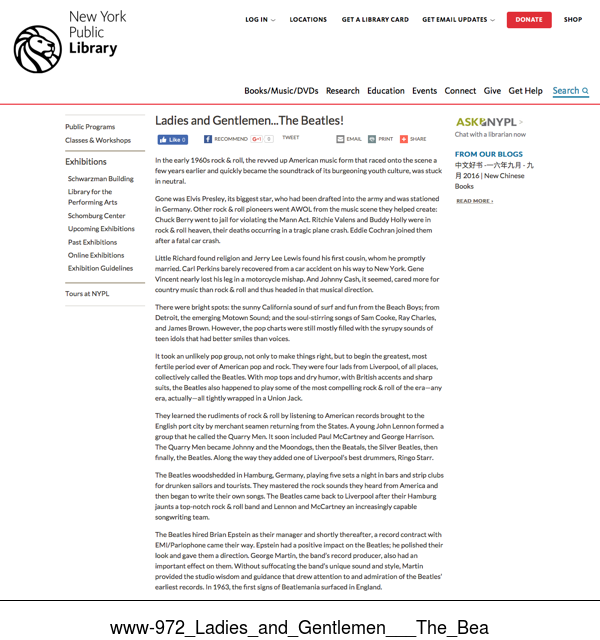 New York
Public
Library
LOG IN
LOCATIONS
GET A LIBRARY CARD
GET EMAIL UPDATES
DONATE
SHOP
Books/Music/DVDs
Research
Education
Events
Connect
Give
Get Help
Search
Public Programs
Classes & Workshops
Exhibitions
Schwarzman Building
Library for the
Performing Arts
Schomburg Center
Upcoming Exhibitions
Past Exhibitions
Online Exhibitions
Exhibition Guidelines
Tours at NYPL
Ladies and Gentlemen...The Beatles!
Like 0
RECOMMEND
G+1 0
TWEET
EMAIL
PRINT
SHARE
In the early 1960s rock & roll, the revved up American music form that raced onto the scene a
few years earlier and quickly became the soundtrack of its burgeoning youth culture, was stuck
in neutral.
Gone was Elvis Presley, its biggest star, who had been drafted into the army and was stationed
in Germany. Other rock & roll pioneers went AWOL from the music scene they helped create:
Chuck Berry went to jail for violating the Mann Act. Ritchie Valens and Buddy Holly were in
rock & roll heaven, their deaths occurring in a tragic plane crash. Eddie Cochran joined them
after a fatal car crash.
Little Richard found religion and Jerry Lee Lewis found his first cousin, whom he promptly
married. Carl Perkins barely recovered from a car accident on his way to New York. Gene
Vincent nearly lost his leg in a motorcycle mishap. And Johnny Cash, it seemed, cared more for
country music than rock & roll and thus headed in that musical direction.
There were bright spots: the sunny California sound of surf and fun from the Beach Boys; from
Detroit, the emerging Motown Sound; and the soul-stirring songs of Sam Cooke, Ray Charles,
and James Brown. However, the pop charts were still mostly filled with the syrupy sounds of
teen idols that had better smiles than voices.
It took an unlikely pop group, not only to make things right, but to begin the greatest, most
fertile period ever of American pop and rock. They were four lads from Liverpool, of all places,
collectively called the Beatles. With mop tops and dry humor, with British accents and sharp
suits, the Beatles also happened to play some of the most compelling rock & roll of the era—any
era, actually—all tightly wrapped in a Union Jack.
They learned the rudiments of rock & roll by listening to American records brought to the
English port city by merchant seamen returning from the States. A young John Lennon formed a
group that he called the Quarry Men. It soon included Paul McCartney and George Harrison.
The Quarry Men became Johnny and the Moondogs, then the Beatals, the Silver Beatles, then
finally, the Beatles. Along the way they added one of Liverpool's best drummers, Ringo Starr.
The Beatles woodshedded in Hamburg, Germany, playing five sets a night in bars and strip clubs
for drunken sailors and tourists. They mastered the rock sounds they heard from America and
then began to write their own songs. The Beatles came back to Liverpool after their Hamburg
jaunts a top-notch rock & roll band and Lennon and McCartney an increasingly capable
songwriting team.
The Beatles hired Brian Epstein as their manager and shortly thereafter, a record contract with
EMI/Parlophone came their way. Epstein had a positive impact on the Beatles; he polished their
look and gave them a direction. George Martin, the band's record producer, also had an
important effect on them. Without suffocating the band's unique sound and style, Martin
provided the studio wisdom and guidance that drew attention to and admiration of the Beatles'
earliest records. In 1963, the first signs of Beatlemania surfaced in England.
ASK NYPL
Chat with a librarian now
FROM OUR BLOGS
中文好书 -一六年九月 - 九
月 2016 | New Chinese
Books
READ MORE ›
www-972_Ladies_and_Gentlemen___The_Bea